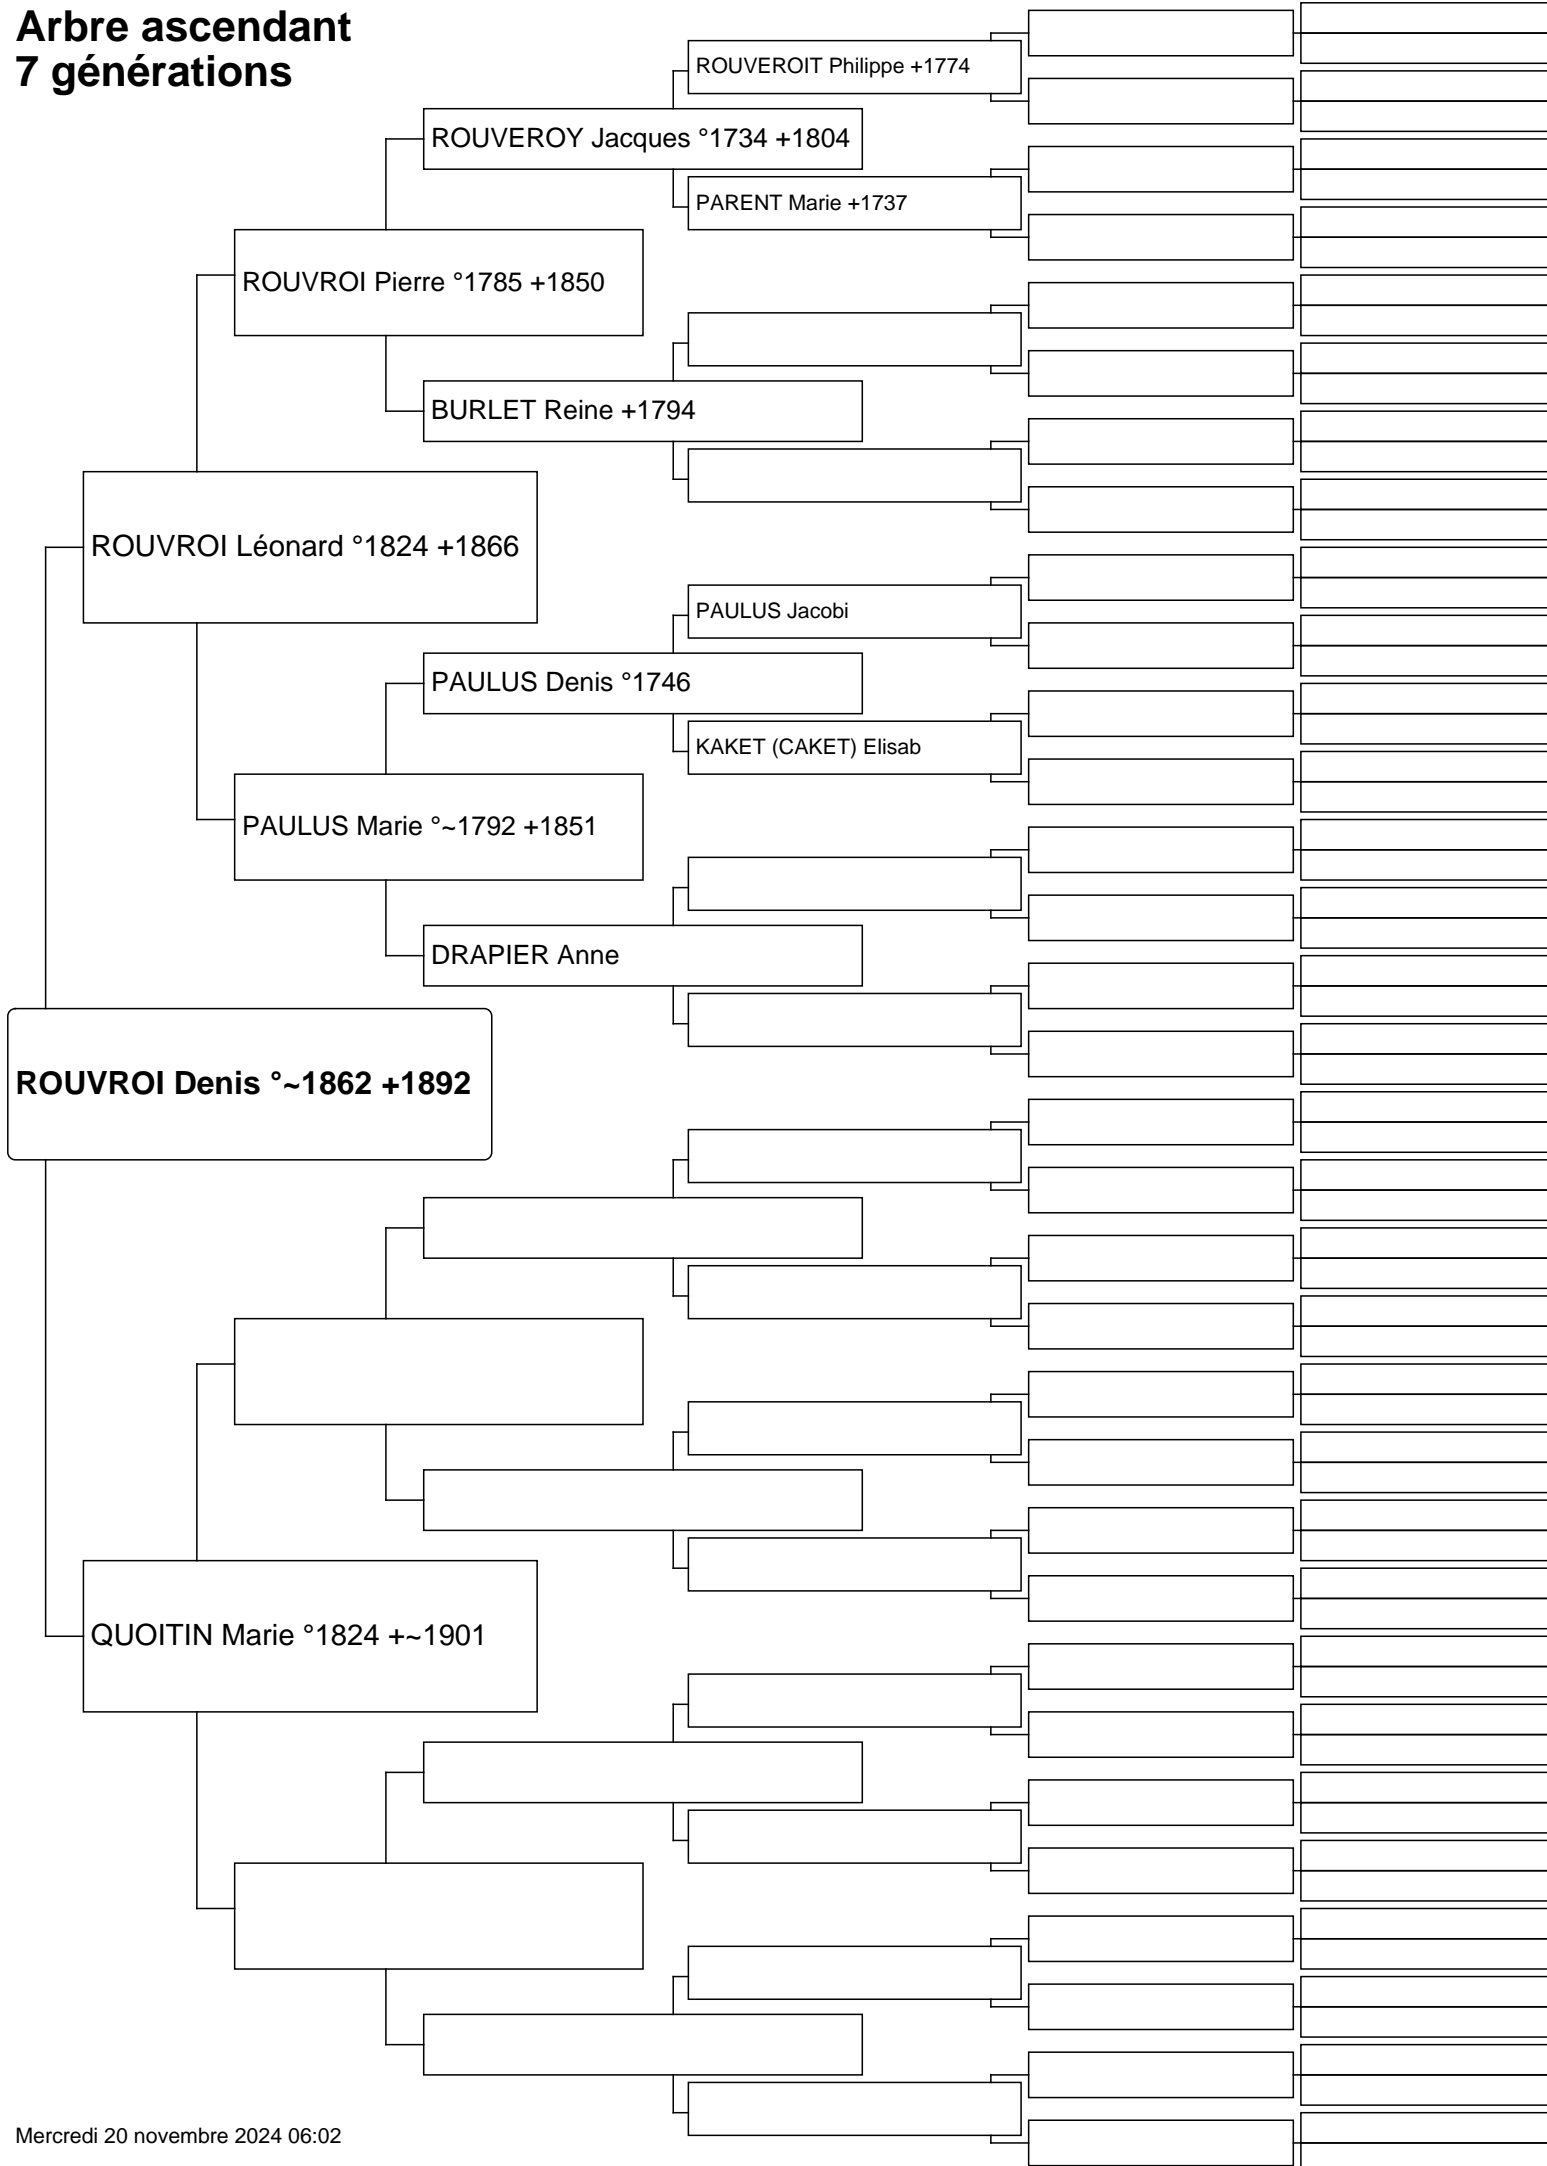 Arbre ascendant
7 générations
ROUVEROIT Philippe +1774
ROUVEROY Jacques °1734 +1804
PARENT Marie +1737
ROUVROI Pierre °1785 +1850
BURLET Reine +1794
ROUVROI Léonard °1824 +1866
PAULUS Jacobi
PAULUS Denis °1746
KAKET (CAKET) Elisab
PAULUS Marie °~1792 +1851
DRAPIER Anne
ROUVROI Denis °~1862 +1892
QUOITIN Marie °1824 +~1901
Mercredi 20 novembre 2024 06:02